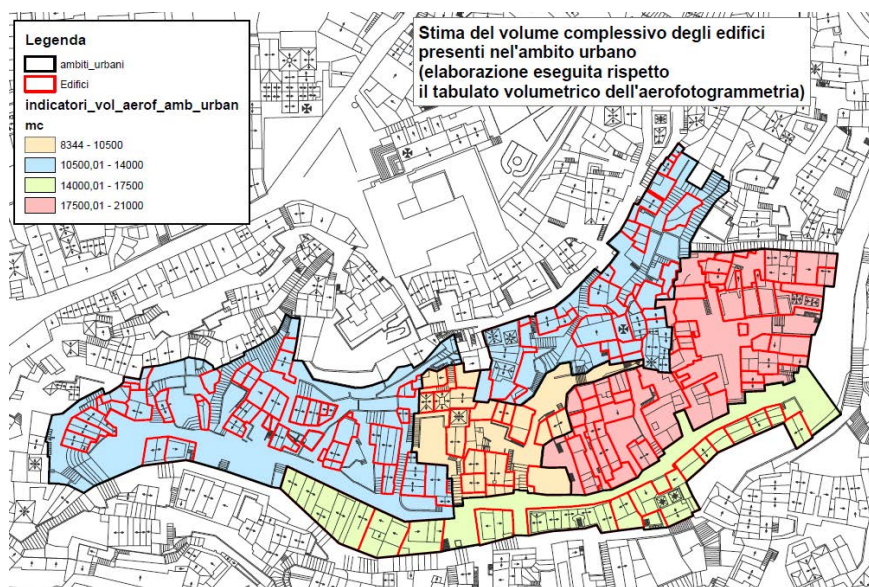 Legenda
ambiti_urbani
Edifici
indicatori_vol_aerof_amb_urban
mc
8344 - 10500
10500,01 - 14000
14000,01 - 17500
17500,01 - 21000
Stima del volume complessivo degli edifici
presenti nel'ambito urbano
(elaborazione eseguita rispetto
il tabulato volumetrico dell'aerofotogrammetria)